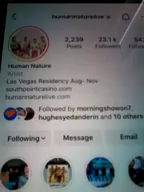 humannaturelive
2,239
23.1k
Posts
Followers
Human Nature
Artist
Las Vegas Residency Aug- Nov
southpointcasino.com
humannaturelive.com
Followed by morningshowon7,
hughesyedanderin and 10 others
Following
Message
Email